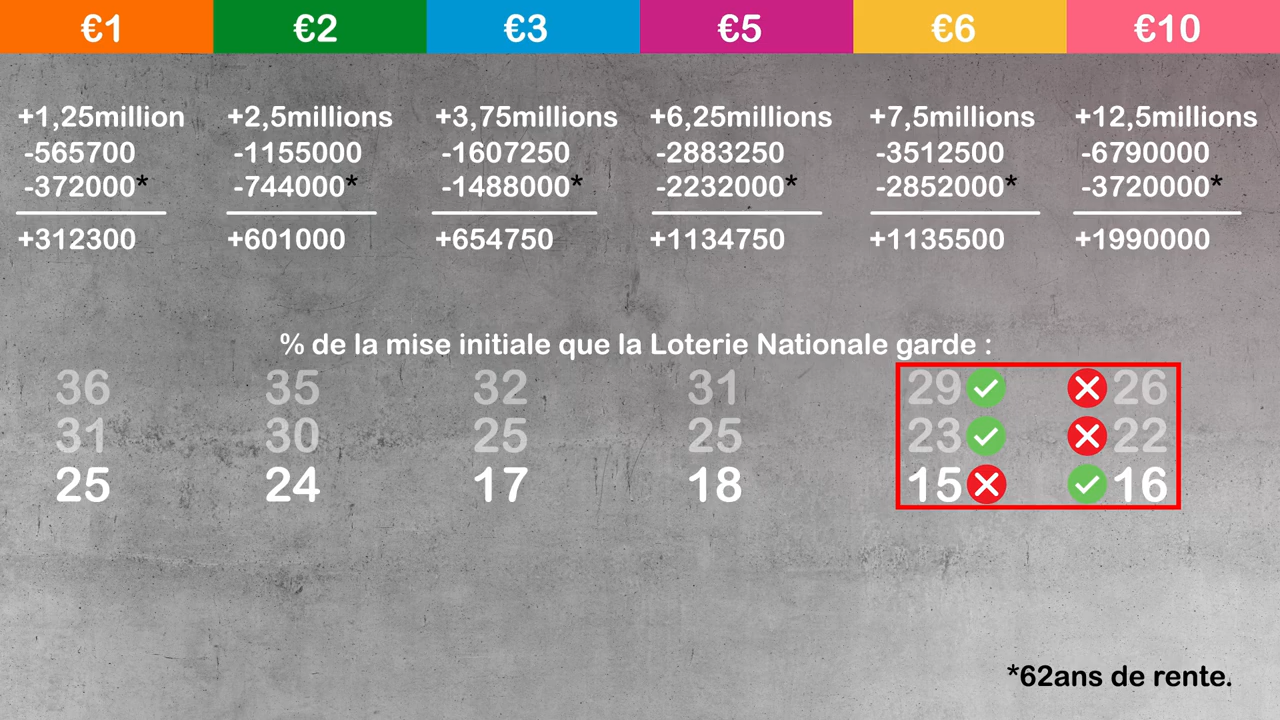 €1 €2 €3 €5 €6 €10
+1,25million +2,5millions +3,75millions +6,25millions +7,5millions +12,5millions
-565700 -1155000 -1607250 -2883250 -3512500 -6790000
-372000* -744000* -1488000* -2232000* -2852000* -3720000*
+312300 +601000 +654750 +1134750 +1135500 +1990000
% de la mise initiale que la Loterie Nationale garde :
36 35 32 31 29 26
31 30 25 25 23 22
25 24 17 18 15 16
*62ans de rente.